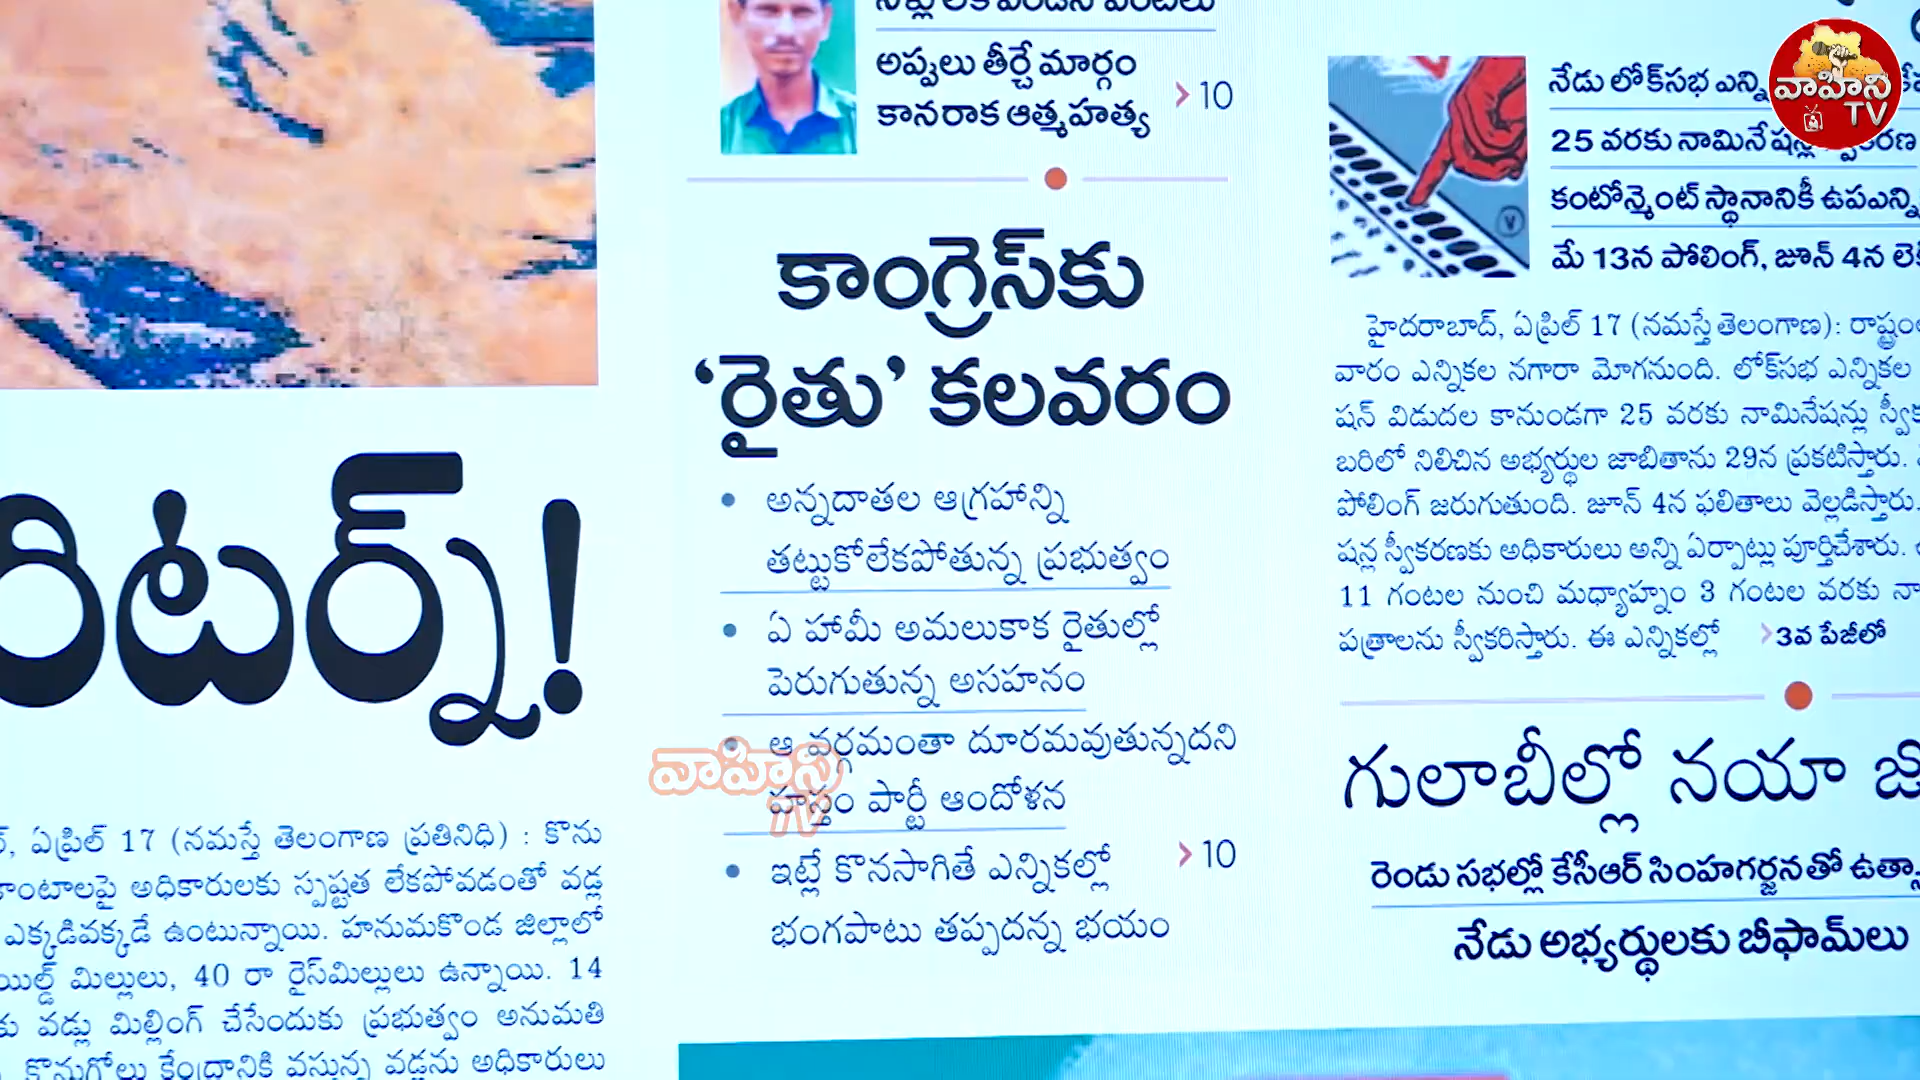 అప్పులు తీర్చే మార్గం
కానరాక ఆత్మహత్య
>10
కాంగ్రెస్‌కు
‘రైతు’ కలవరం
• అన్నదాతల ఆగ్రహాన్ని
తట్టుకోలేకపోతున్న ప్రభుత్వం
• ఏ హామీ అమలుకాక రైతుల్లో
పెరుగుతున్న అసహనం
• ఆ వర్గమంతా దూరమవుతున్నదని
హస్తం పార్టీ ఆందోళన
• ఇట్లే కొనసాగితే ఎన్నికల్లో
భంగపాటు తప్పదన్న భయం
>10
రిటర్న్!
ఏప్రిల్ 17 (నమస్తే తెలంగాణ ప్రతినిధి) : కొను
అధికారులకు స్పష్టత లేకపోవడంతో వడ్ల
ఎక్కడివక్కడే ఉంటున్నాయి. హనుమకొండ జిల్లాలో
మిల్లులు, 40 రా రైస్‌మిల్లులు ఉన్నాయి. 14
వడ్లు మిల్లింగ్ చేసేందుకు ప్రభుత్వం అనుమతి
కొనుగోలు కేంద్రానికి వస్తున్న వడ్లను అధికారులు
నేడు లోక్‌సభ
25 వరకు నామినేషన్ల
కంటోన్మెంట్ స్థానానికీ
మే 13న పోలింగ్, జూన్ 4న
హైదరాబాద్, ఏప్రిల్ 17 (నమస్తే తెలంగాణ):
వారం ఎన్నికల నగారా మోగనుంది. లోక్‌సభ ఎన్నికల
షన్ విడుదల కానుండగా 25 వరకు నామినేషన్లు
బరిలో నిలిచిన అభ్యర్థుల జాబితాను 29న ప్రకటిస్తారు.
పోలింగ్ జరుగుతుంది. జూన్ 4న ఫలితాలు వెల్లడిస్తారు.
షన్ల స్వీకరణకు అధికారులు అన్ని ఏర్పాట్లు పూర్తిచేశారు.
11 గంటల నుంచి మధ్యాహ్నం 3 గంటల వరకు నా
పత్రాలను స్వీకరిస్తారు. ఈ ఎన్నికల్లో >3వ పేజీలో
గులాబీల్లో నయా
రెండు సభల్లో కేసీఆర్ సింహగర్జనతో
నేడు అభ్యర్థులకు బీఫామ్‌లు
వాహిని
TV
వాహిని
TV